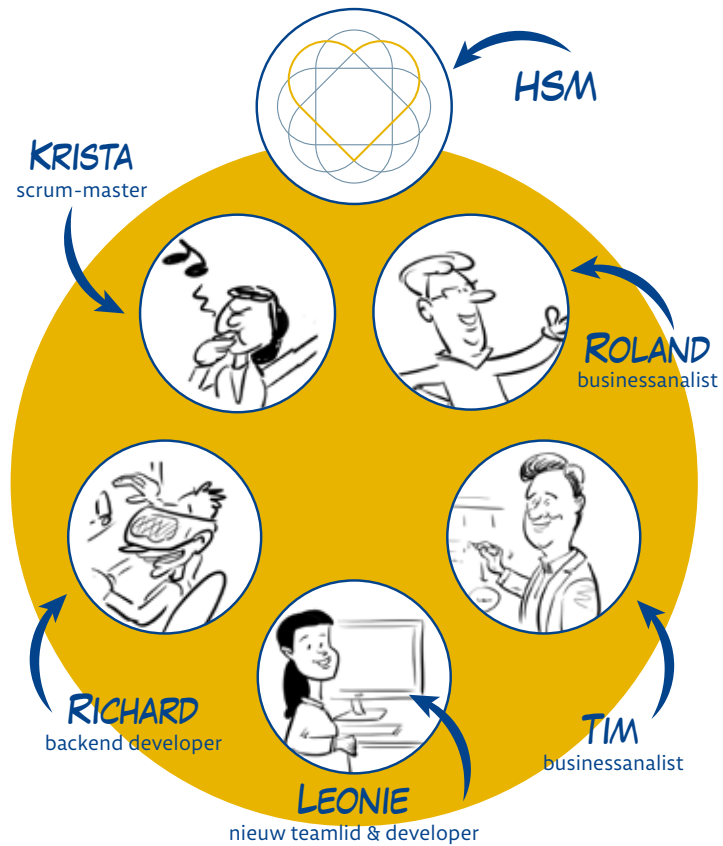 HSM
KRISTA
scrum-master
ROLAND
businessanalist
RICHARD
backend developer
TIM
businessanalist
LEONIE
nieuw teamlid & developer